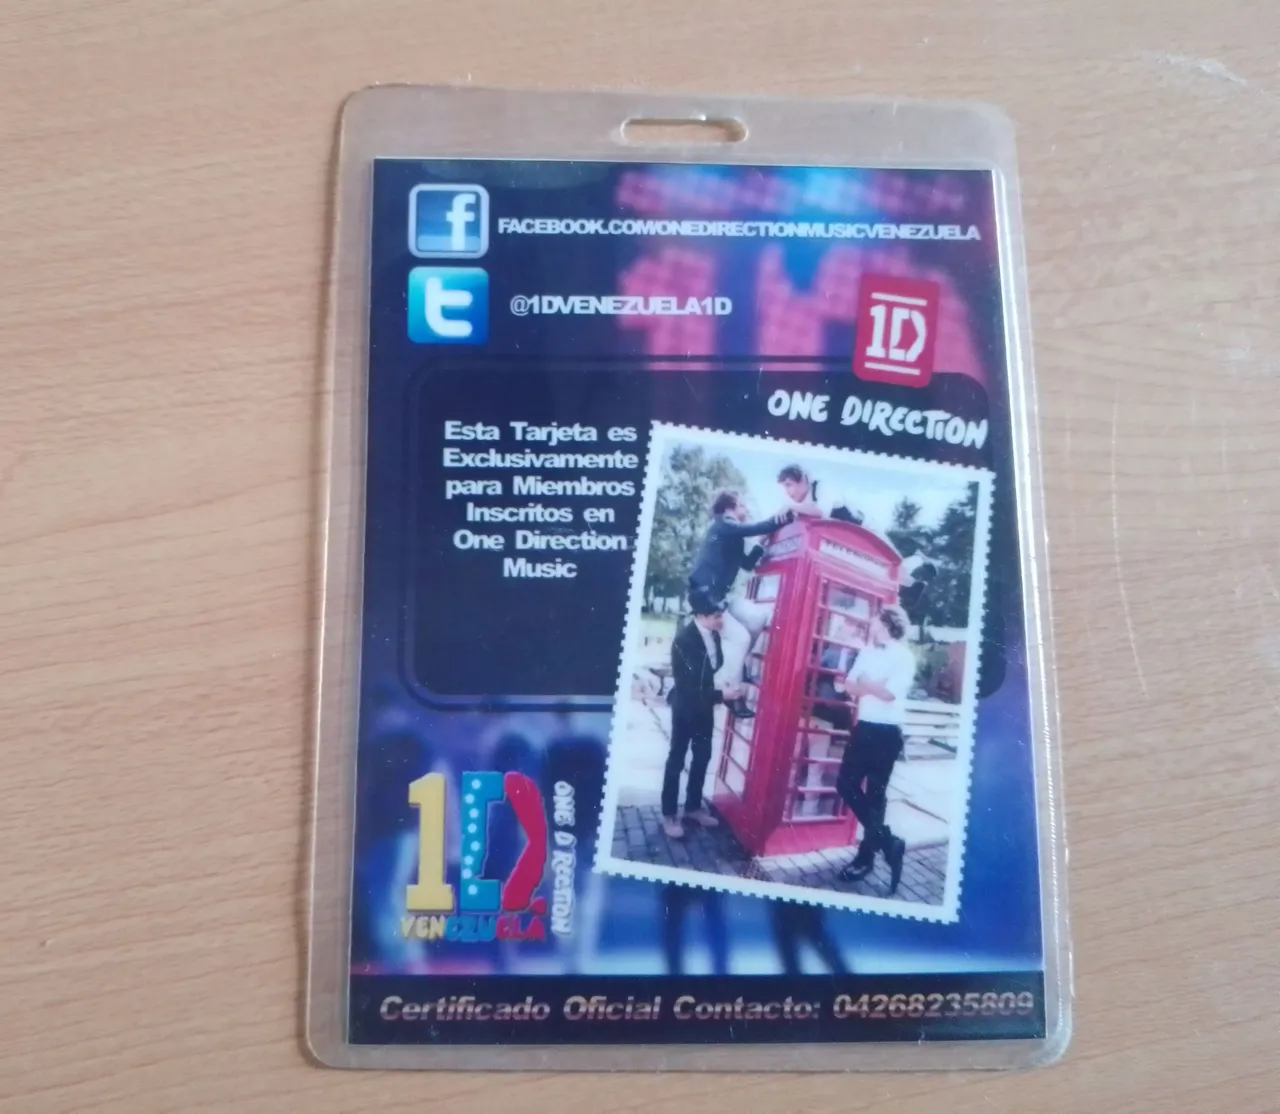 f
FACEBOOK.COM/ONEDIRECTIONMUSICVENEZUELA
t
@1DVENEZUELA1D
1D
ONE DIRECTION
Esta Tarjeta es
Exclusivamente
para Miembros
Inscritos en
One Direction
Music
1D
VENEZUELA
ONE DIRECTION
Certificado Oficial Contacto: 04268235809